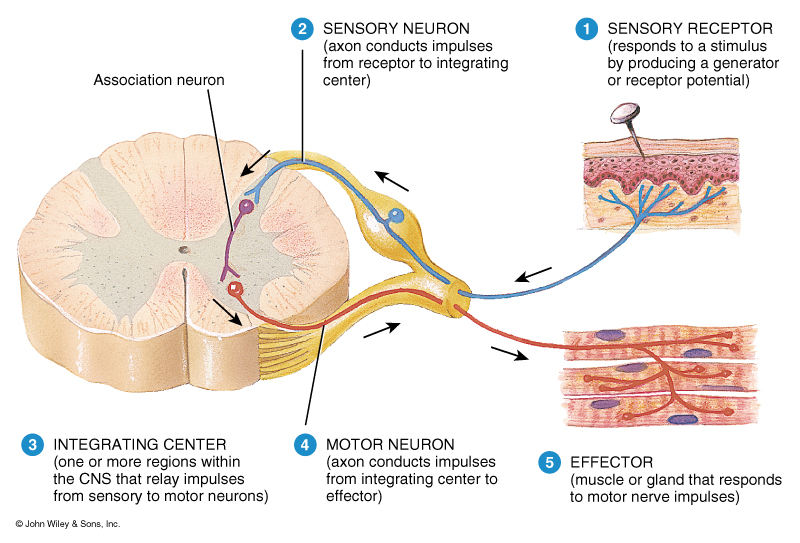 2 SENSORY NEURON
(axon conducts impulses
from receptor to integrating
center)
1 SENSORY RECEPTOR
(responds to a stimulus
by producing a generator
or receptor potential)
Association neuron
3 INTEGRATING CENTER
(one or more regions within
the CNS that relay impulses
from sensory to motor neurons)
4 MOTOR NEURON
(axon conducts impulses
from integrating center to
effector)
5 EFFECTOR
(muscle or gland that responds
to motor nerve impulses)
© John Wiley & Sons, Inc.